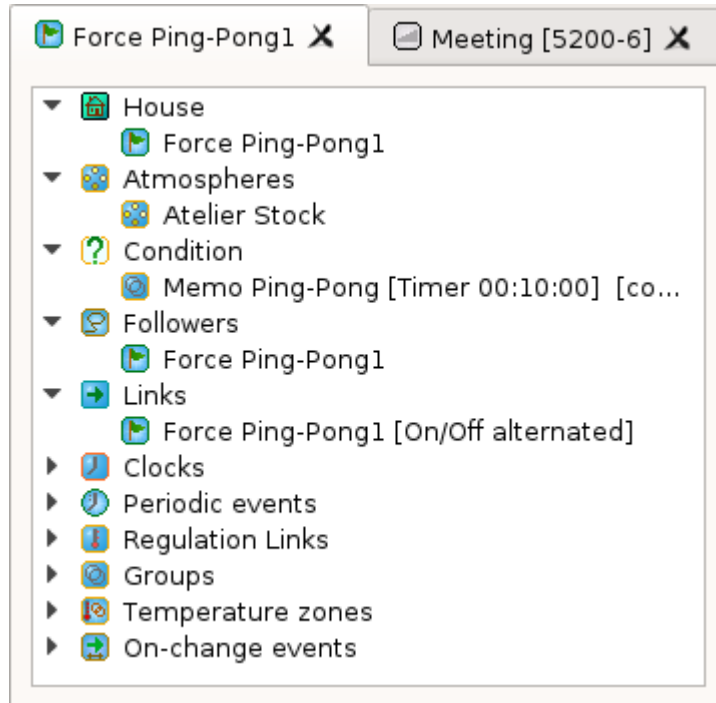 Force Ping-Pong1 Meeting [5200-6]
House
Force Ping-Pong1
Atmospheres
Atelier Stock
Condition
Memo Ping-Pong [Timer 00:10:00] [co...
Followers
Force Ping-Pong1
Links
Force Ping-Pong1 [On/Off alternated]
Clocks
Periodic events
Regulation Links
Groups
Temperature zones
On-change events